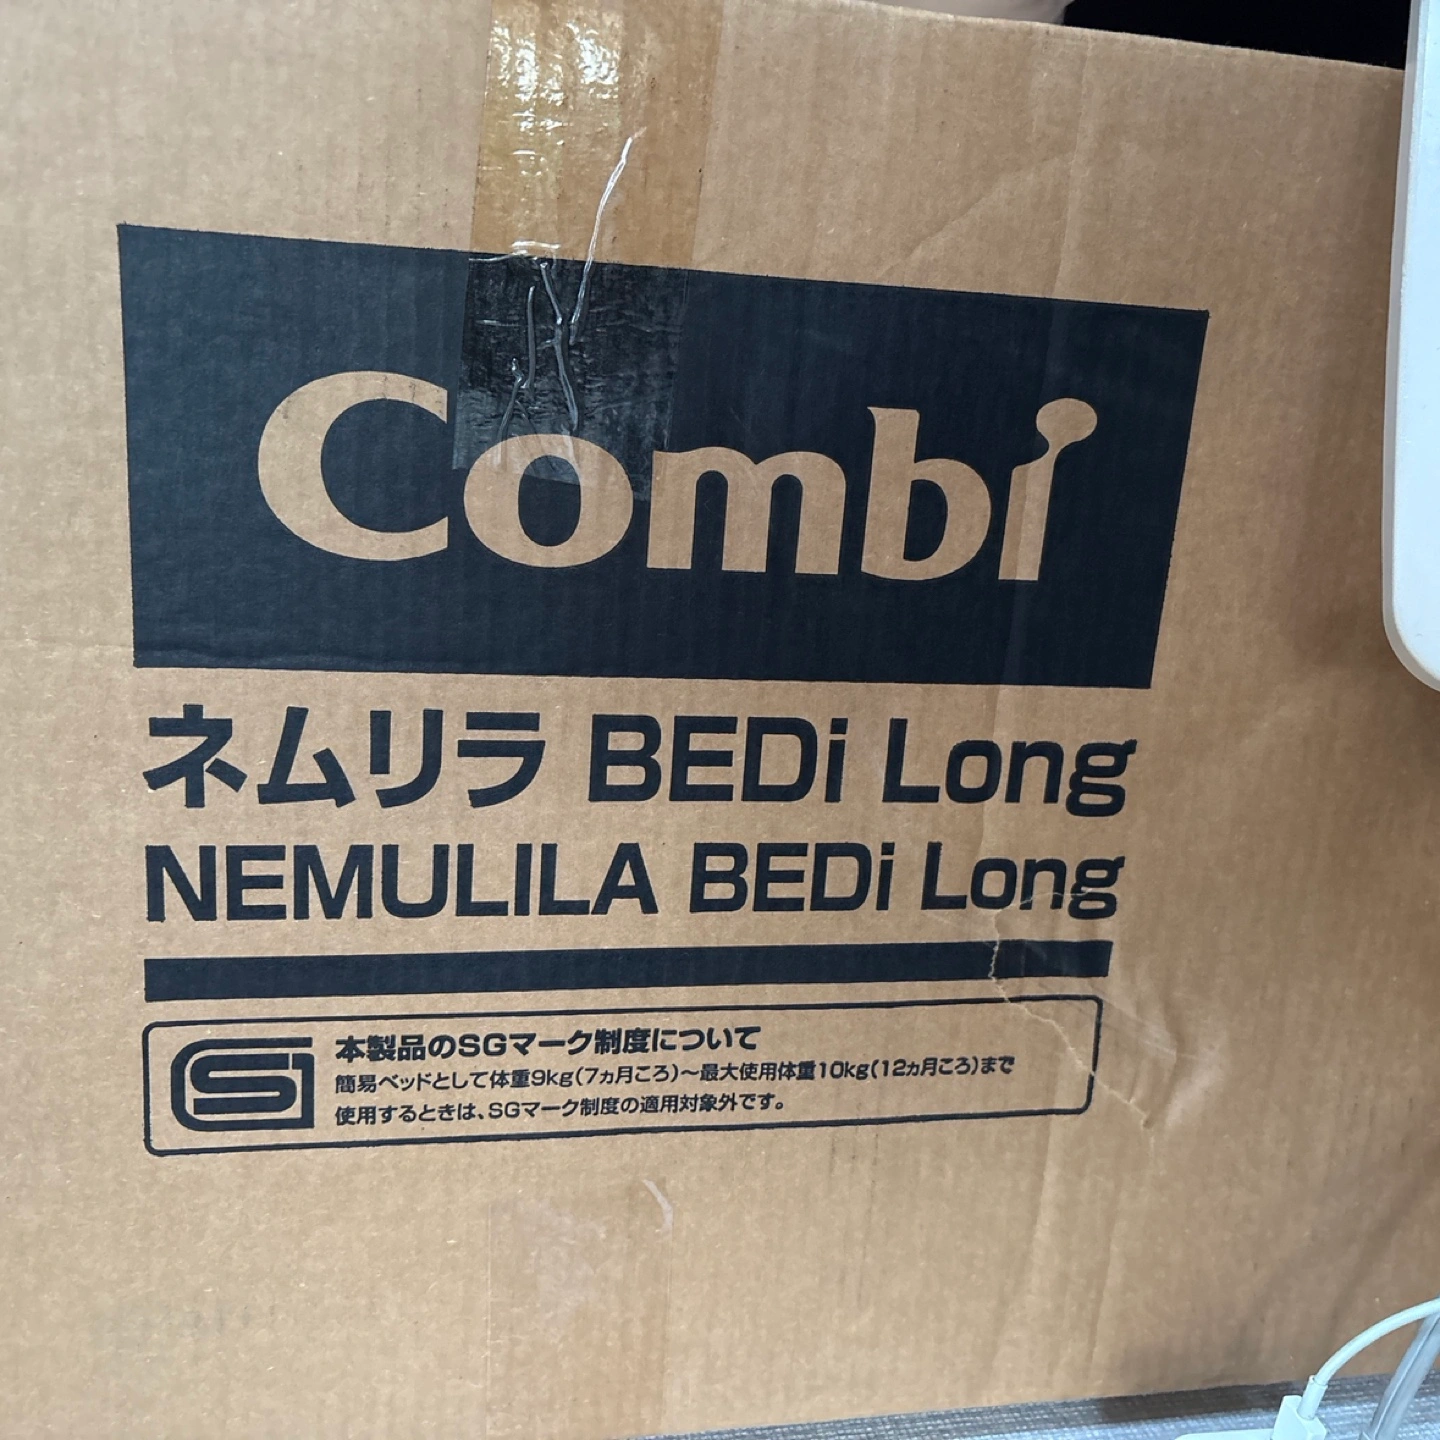 Combi
ネムリラ BEDi Long
NEMULILA BEDi Long
SG
本製品のSGマーク制度について
簡易ベッドとして体重9kg(7ヵ月ころ)〜最大使用体重10kg(12ヵ月ころ)まで
使用するときは、SGマーク制度の適用対象外です。